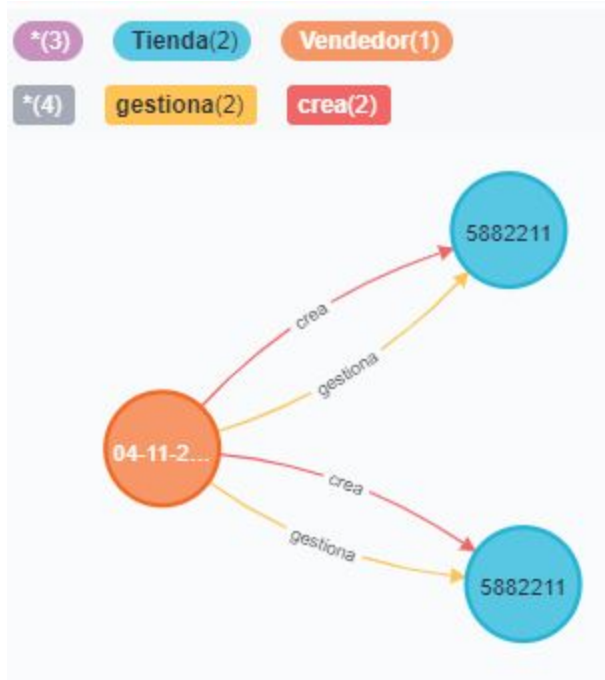 *(3) Tienda(2) Vendedor(1)
*(4) gestiona(2) crea(2)
5882211
crea
gestiona
04-11-2...
crea
gestiona
5882211